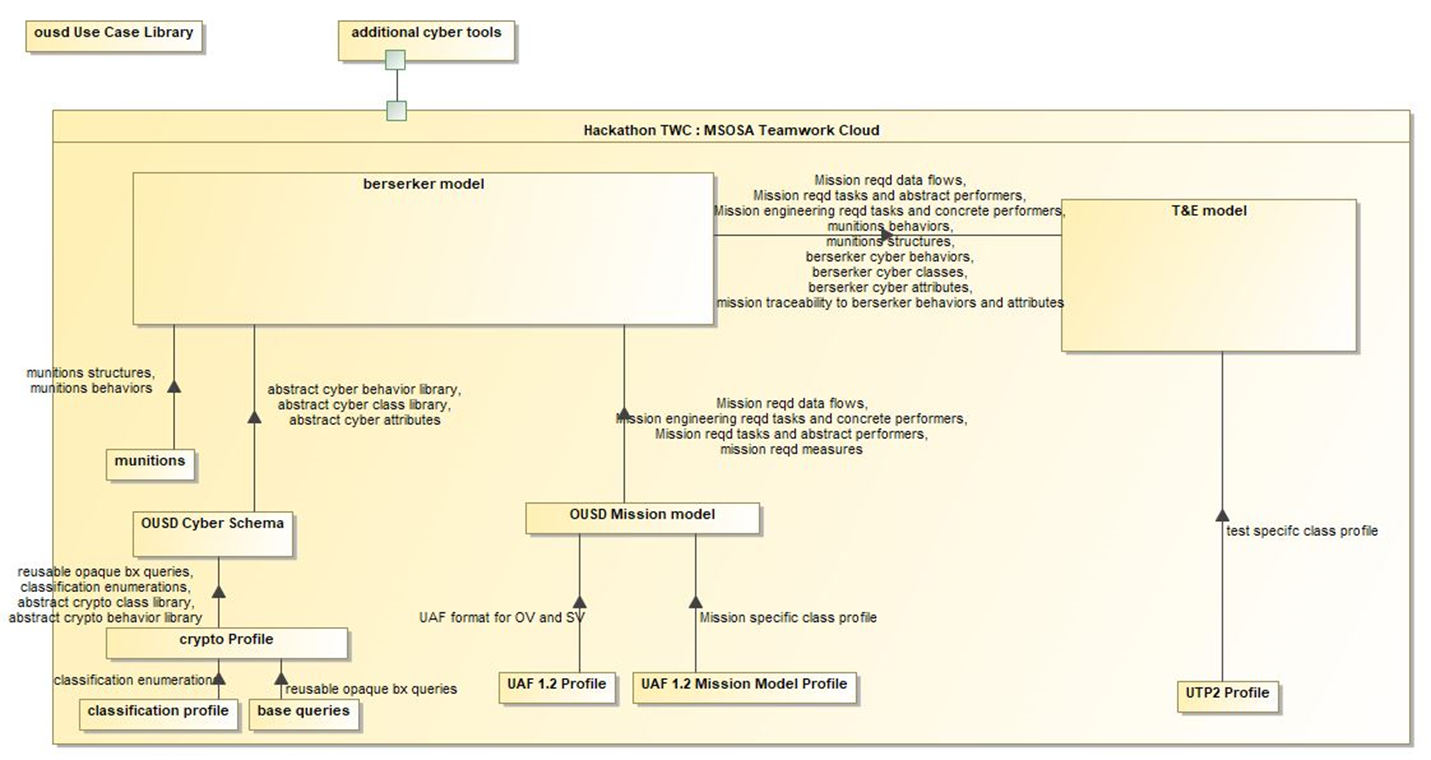 ousd Use Case Library
additional cyber tools
Hackathon TWC : MSOSA Teamwork Cloud
berserker model
Mission reqd data flows,
Mission reqd tasks and abstract performers,
Mission engineering reqd tasks and concrete performers,
munitions behaviors,
munitions structures,
berserker cyber behaviors,
berserker cyber classes,
berserker cyber attributes,
mission traceability to berserker behaviors and attributes
T&E model
munitions structures,
munitions behaviors
abstract cyber behavior library,
abstract cyber class library,
abstract cyber attributes
Mission reqd data flows,
Mission engineering reqd tasks and concrete performers,
Mission reqd tasks and abstract performers,
mission reqd measures
munitions
OUSD Cyber Schema
OUSD Mission model
test specifc class profile
reusable opaque bx queries,
classification enumerations,
abstract crypto class library,
abstract crypto behavior library
UAF format for OV and SV
Mission specific class profile
crypto Profile
classification enumerations
reusable opaque bx queries
UAF 1.2 Profile
UAF 1.2 Mission Model Profile
UTP2 Profile
classification profile
base queries